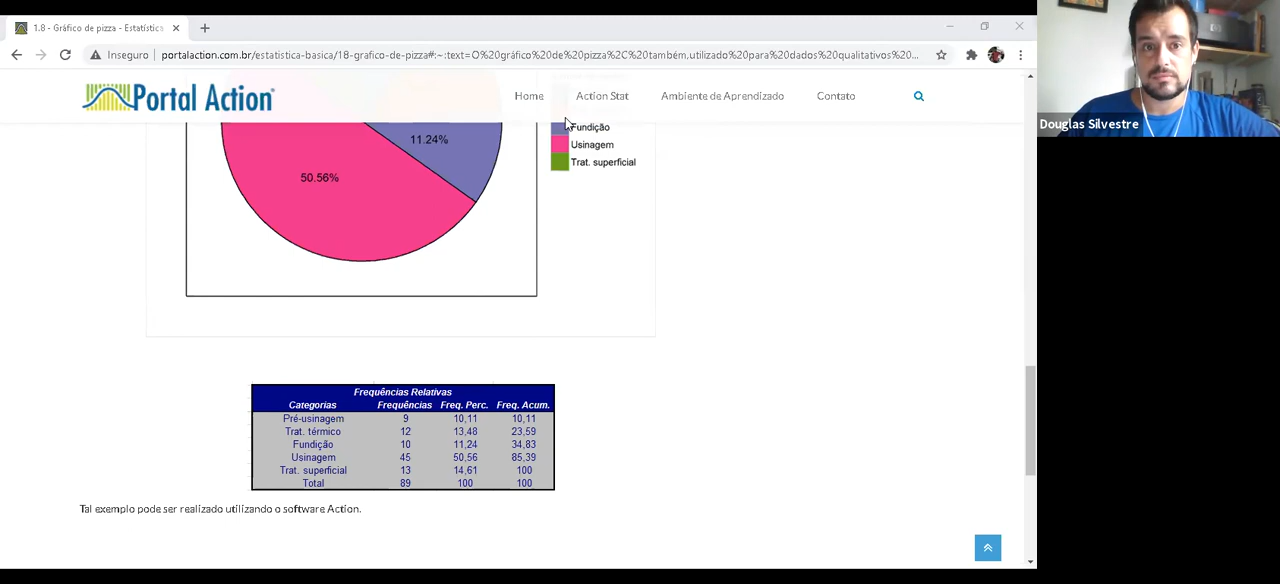 1.8 - Gráfico de pizza - Estatístic
Inseguro portalaction.com.br/estatistica-basica/18-grafico-de-pizza#:~:text=O%20gráfico%20de%20pizza%2C%20também,utilizado%20para%20dados%20qualitativos%20...
Portal Action
Home Action Stat Ambiente de Aprendizado Contato
Douglas Silvestre
Fundição
Usinagem
Trat. superficial
11.24%
50.56%
Frequências Relativas
Categorias Frequências Freq. Perc. Freq. Acum.
Pré-usinagem 9 10,11 10,11
Trat. térmico 12 13,48 23,59
Fundição 10 11,24 34,83
Usinagem 45 50,56 85,39
Trat. superficial 13 14,61 100
Total 89 100 100
Tal exemplo pode ser realizado utilizando o software Action.